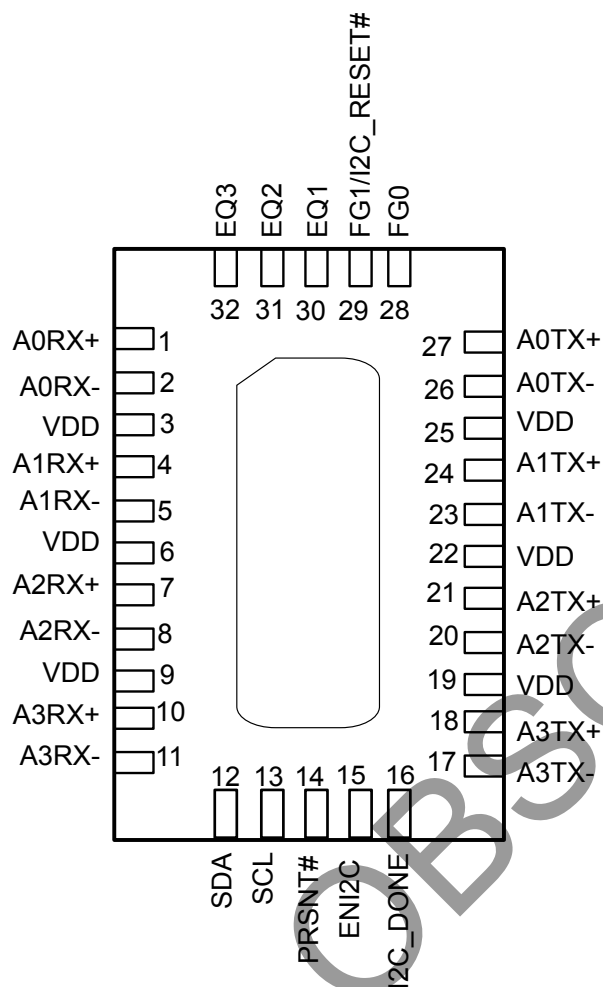 FG1/I2C_RESET#
EQ3
EQ2
EQ1
FG0
32
31
30
29
28
A0RX+
1
27
A0TX+
A0RX-
2
26
A0TX-
VDD
3
25
VDD
A1RX+
4
24
A1TX+
A1RX-
5
23
A1TX-
VDD
6
22
VDD
A2RX+
7
21
A2TX+
A2RX-
8
20
A2TX-
VDD
9
19
VDD
A3RX+
10
18
A3TX+
A3RX-
11
17
A3TX-
12
13
14
15
16
SDA
SCL
PRSNT#
ENI2C
I2C_DONE
OBSO